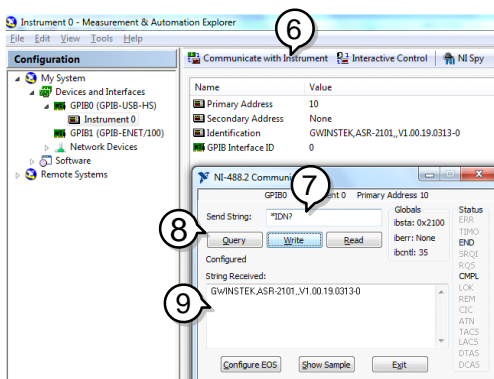 Instrument 0 - Measurement & Automation Explorer
File Edit View Tools Help
6
Configuration
Communicate with Instrument Interactive Control NI Spy
My System
Devices and Interfaces
GPIB0 (GPIB-USB-HS)
Instrument 0
GPIB1 (GPIB-ENET/100)
Network Devices
Software
Remote Systems
Name Value
Primary Address 10
Secondary Address None
Identification GWINSTEK,ASR-2101,,V1.00.19.0313-0
GPIB Interface ID 0
NI-488.2 Communi
7
GPIB0 ent 0 Primary Address 10
Send String: *IDN?
8
Query Write Read
Configured
String Received:
9
GWINSTEK,ASR-2101,,V1.00.19.0313-0
Configure EOS Show Sample Exit
Globals
ibsta: 0x2100
iberr: None
ibcntl: 35
Status
ERR
TIMO
END
SRQI
RQS
CMPL
LOK
REM
CIC
ATN
TACS
LACS
DTAS
DCAS